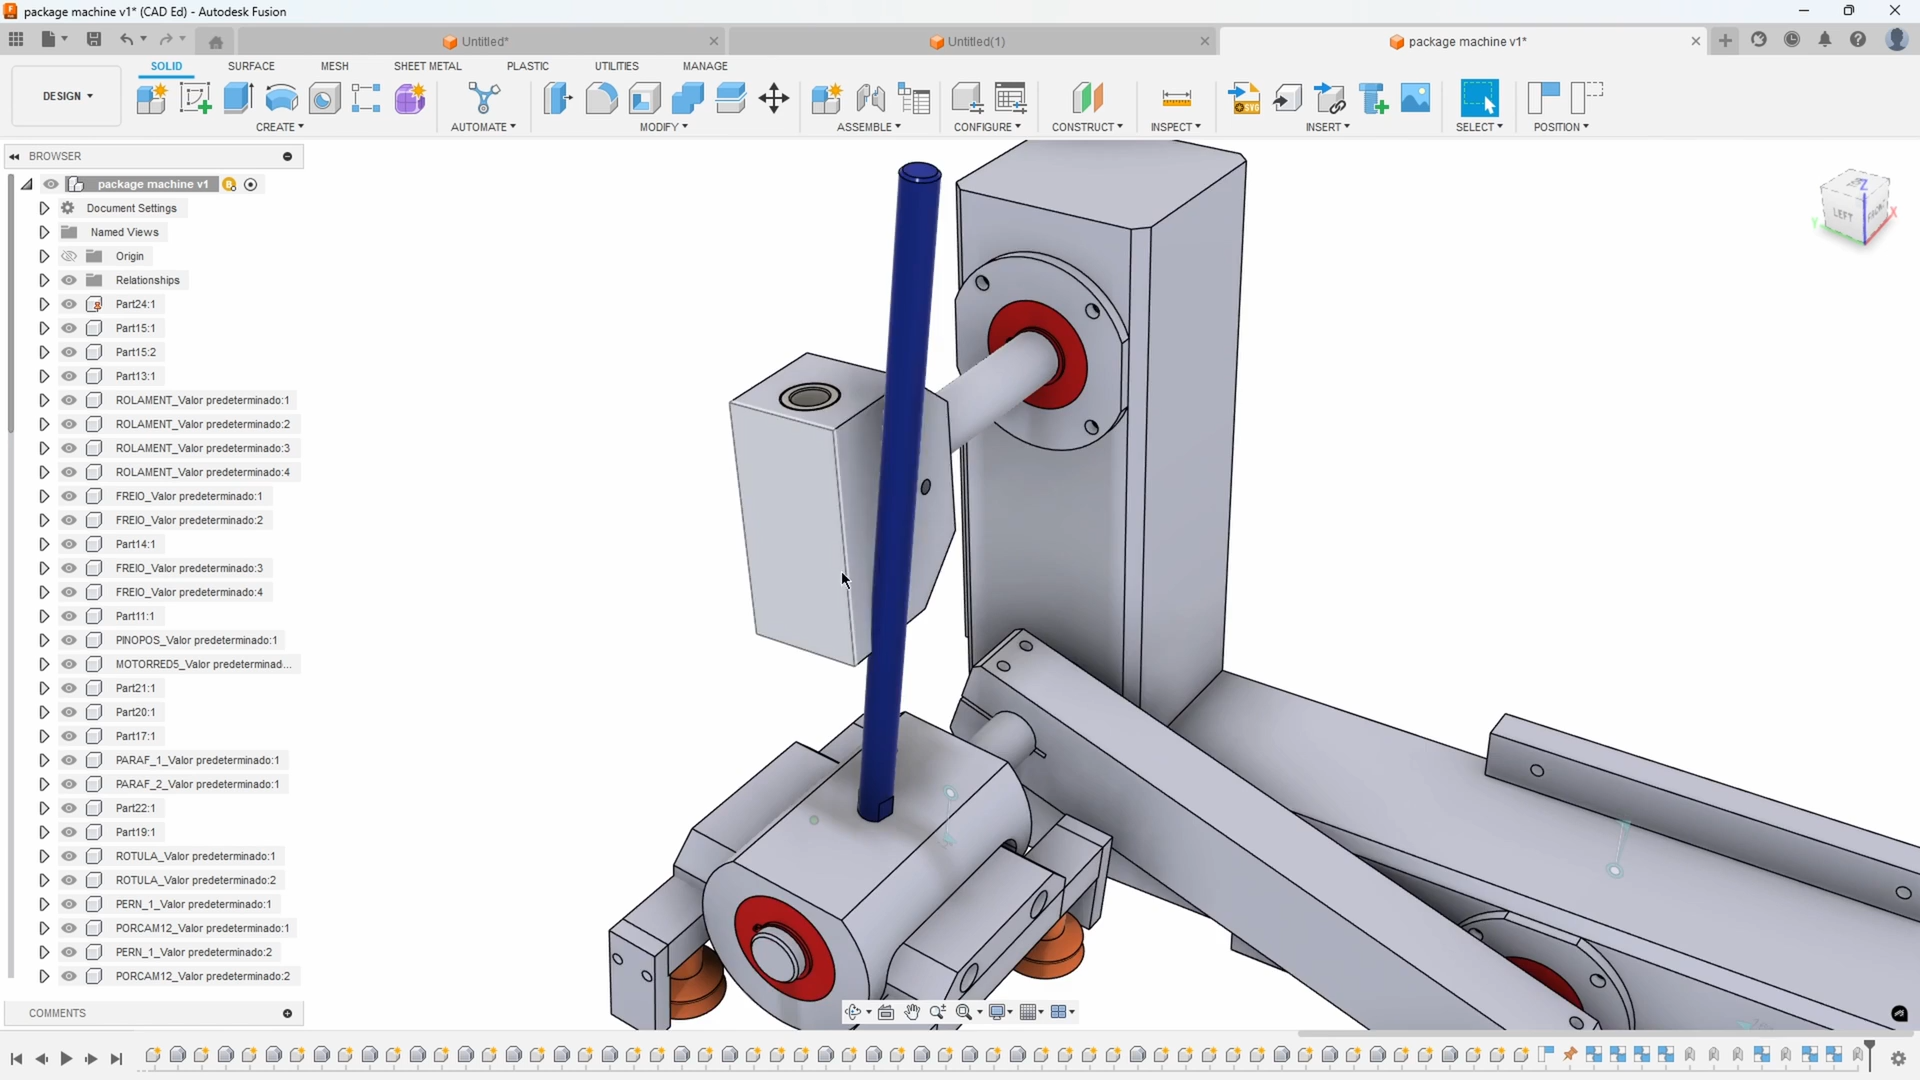 package machine v1* (CAD Ed) - Autodesk Fusion
Untitled*
Untitled(1)
package machine v1*
DESIGN
SOLID
SURFACE
MESH
SHEET METAL
PLASTIC
UTILITIES
MANAGE
CREATE
AUTOMATE
MODIFY
ASSEMBLE
CONFIGURE
CONSTRUCT
INSPECT
INSERT
SELECT
POSITION
SVG
BROWSER
package machine v1
Document Settings
Named Views
Origin
Relationships
Part24:1
Part15:1
Part15:2
Part13:1
ROLAMENT_Valor predeterminado:1
ROLAMENT_Valor predeterminado:2
ROLAMENT_Valor predeterminado:3
ROLAMENT_Valor predeterminado:4
FREIO_Valor predeterminado:1
FREIO_Valor predeterminado:2
Part14:1
FREIO_Valor predeterminado:3
FREIO_Valor predeterminado:4
Part11:1
PINOPOS_Valor predeterminado:1
MOTORRED5_Valor predeterminad...
Part21:1
Part20:1
Part17:1
PARAF_1_Valor predeterminado:1
PARAF_2_Valor predeterminado:1
Part22:1
Part19:1
ROTULA_Valor predeterminado:1
ROTULA_Valor predeterminado:2
PERN_1_Valor predeterminado:1
PORCAM12_Valor predeterminado:1
PERN_1_Valor predeterminado:2
PORCAM12_Valor predeterminado:2
COMMENTS
Z
X
Y
LEFT
FRONT